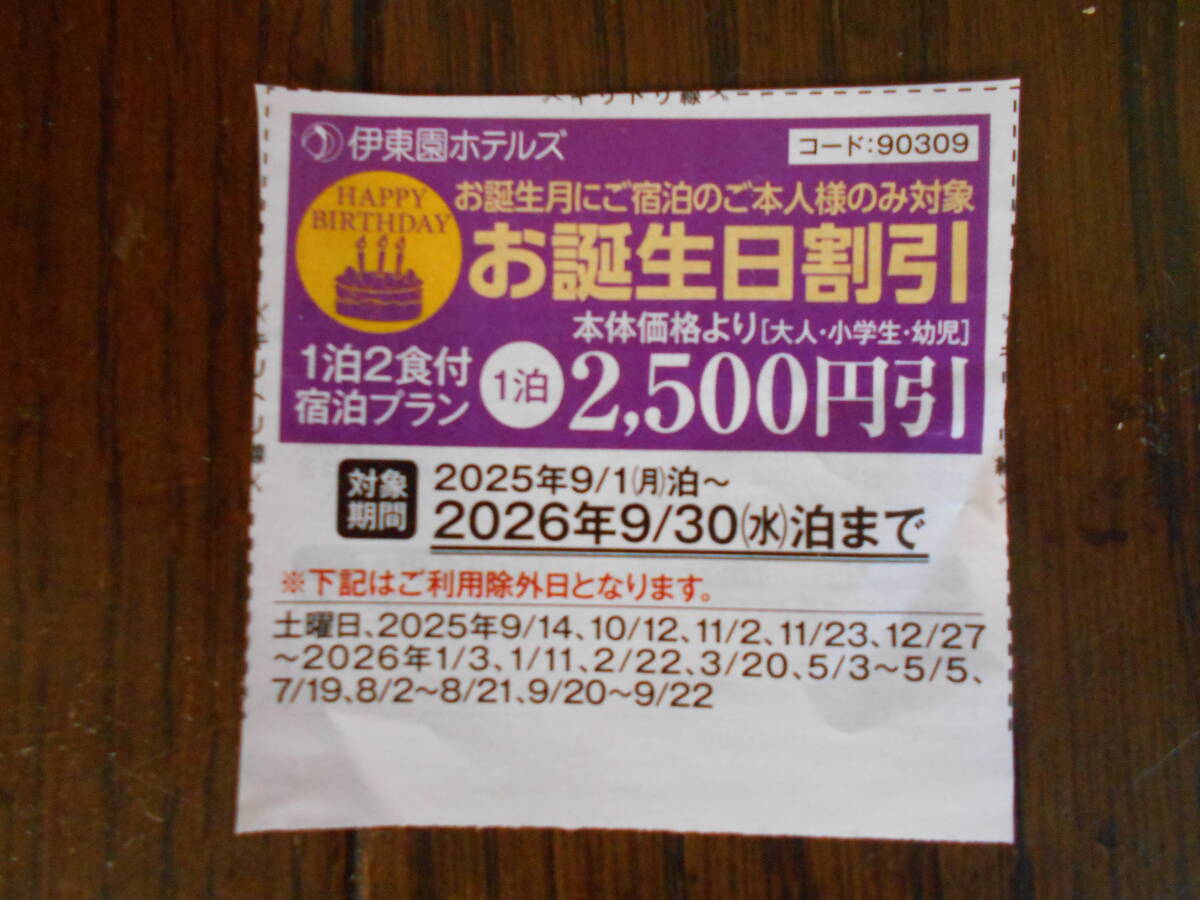 キリトリ線
伊東園ホテルズ
コード:90309
HAPPY
BIRTHDAY
お誕生月にご宿泊のご本人様のみ対象
お誕生日割引
本体価格より[大人・小学生・幼児]
1泊2食付
宿泊プラン
1泊
2,500円引
対象
期間
2025年9/1(月)泊～
2026年9/30(水)泊まで
※下記はご利用除外日となります。
土曜日、2025年9/14、10/12、11/2、11/23、12/27
～2026年1/3、1/11、2/22、3/20、5/3～5/5、
7/19、8/2～8/21、9/20～9/22